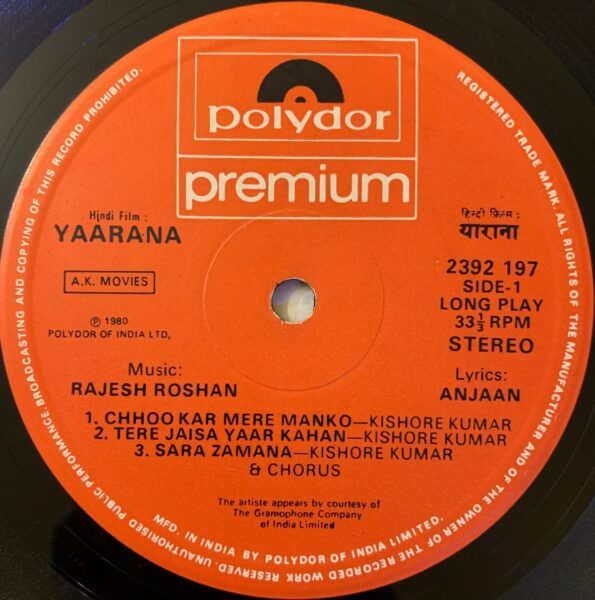 polydor
premium
Hindi Film :
YAARANA
A.K. MOVIES
℗ 1980
POLYDOR OF INDIA LTD.
हिन्दी फ़िल्म :
याराना
2392 197
SIDE-1
LONG PLAY
33⅓ RPM
STEREO
Music:
RAJESH ROSHAN
Lyrics:
ANJAAN
1. CHHOO KAR MERE MANKO—KISHORE KUMAR
2. TERE JAISA YAAR KAHAN—KISHORE KUMAR
3. SARA ZAMANA—KISHORE KUMAR
& CHORUS
The artiste appears by courtesy of
The Gramophone Company
of India Limited
MFD. IN INDIA BY POLYDOR OF INDIA LIMITED.
REGISTERED TRADE MARK. ALL RIGHTS OF THE MANUFACTURER AND OF THE OWNER OF THE RECORDED WORK RESERVED. UNAUTHORISED PUBLIC PERFORMANCE; BROADCASTING AND COPYING OF THIS RECORD PROHIBITED.